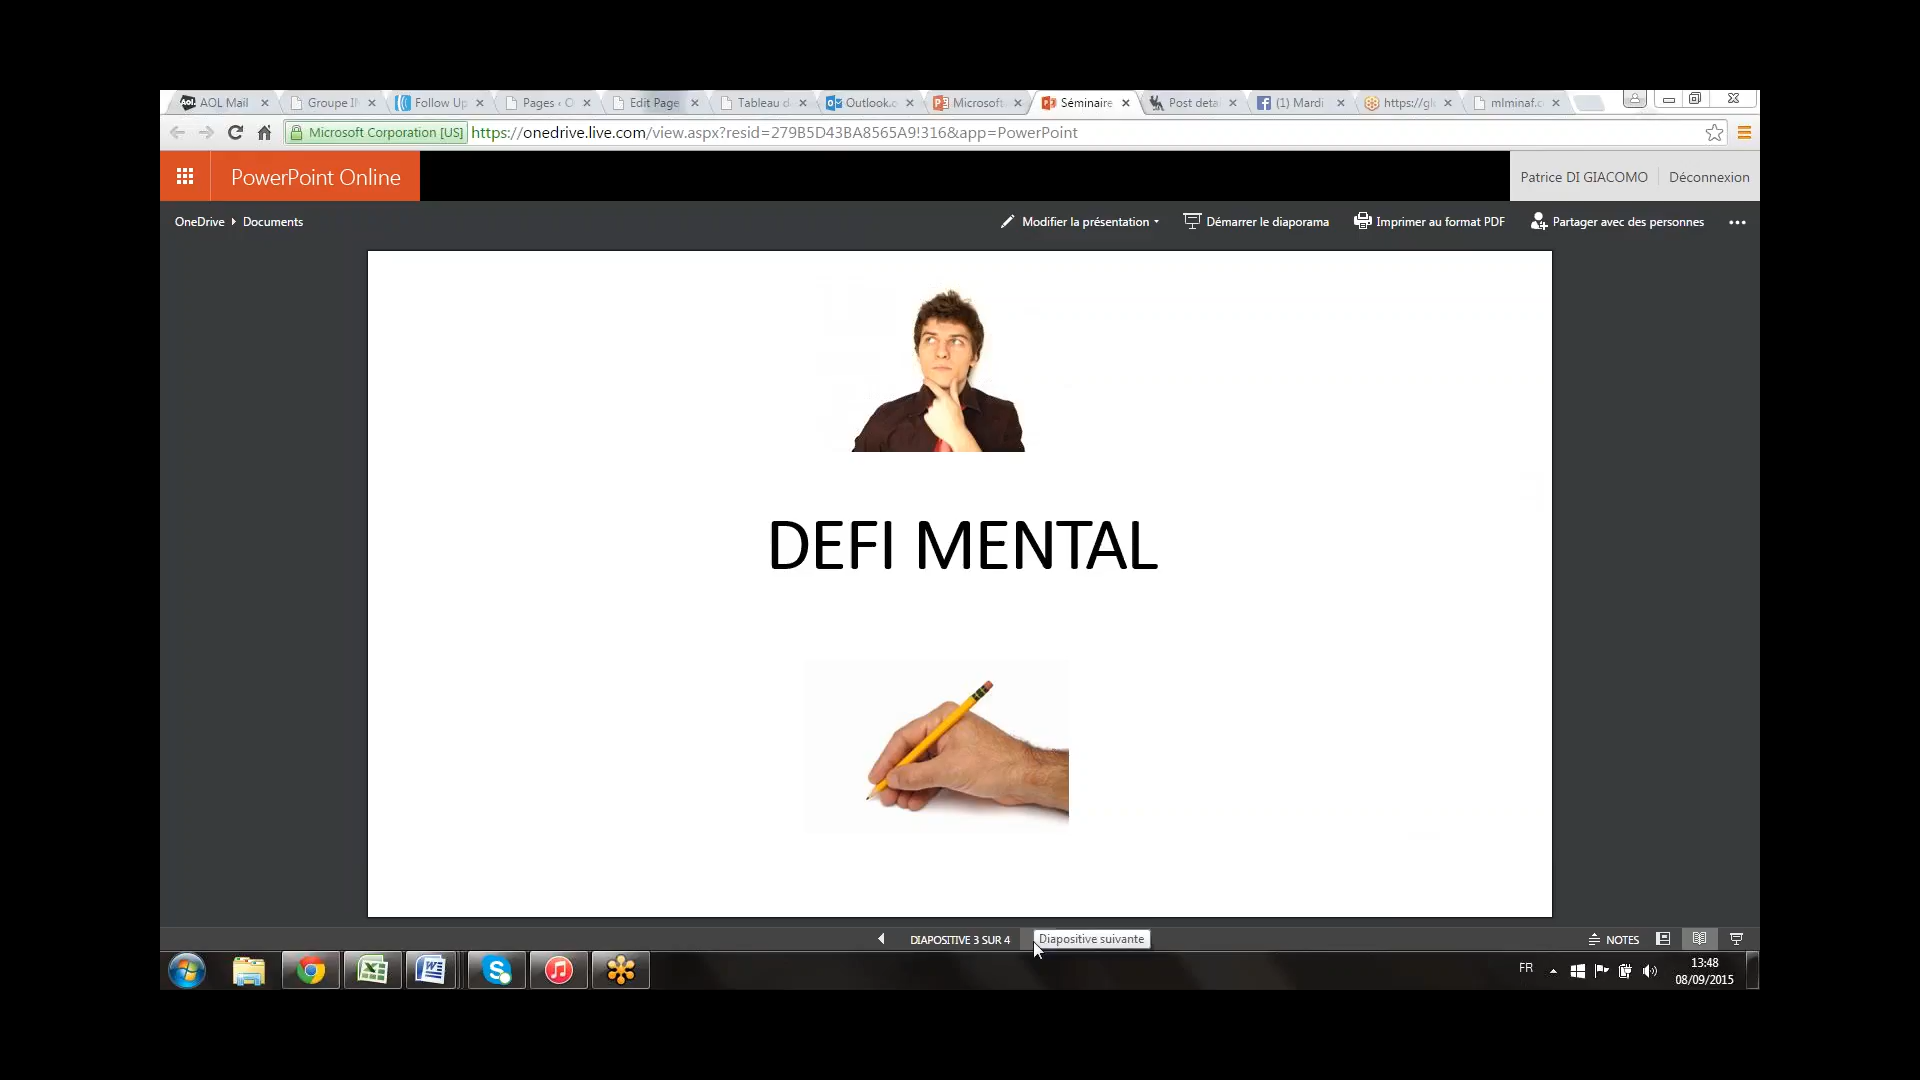 AOL Mail
Groupe I
Follow Up
Pages ‹ O
Edit Page
Tableau d
Outlook.c
Microsoft
Séminaire
Post deta
(1) Mardi
https://gl
mlminaf.c
Microsoft Corporation [US] https://onedrive.live.com/view.aspx?resid=279B5D43BA8565A9!316&app=PowerPoint
PowerPoint Online
Patrice DI GIACOMO
Déconnexion
OneDrive
Documents
Modifier la présentation
Démarrer le diaporama
Imprimer au format PDF
Partager avec des personnes
DEFI MENTAL
DIAPOSITIVE 3 SUR 4
Diapositive suivante
NOTES
FR
13:48
08/09/2015